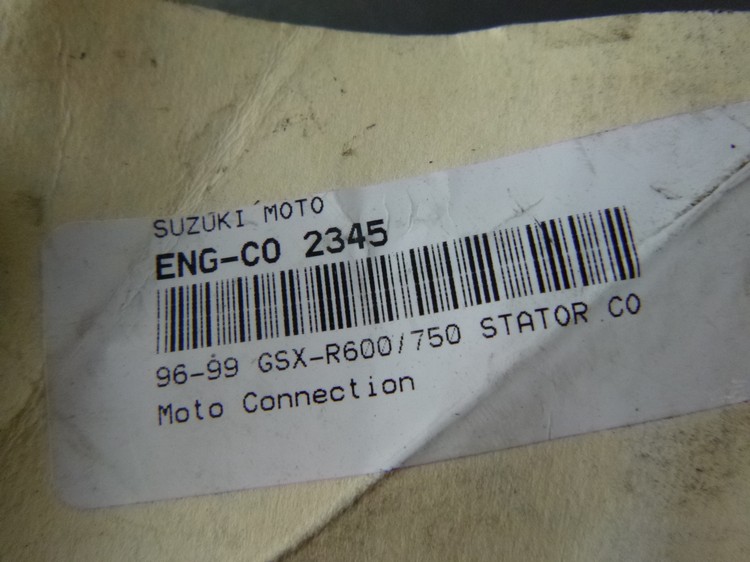 SUZUKI MOTO
ENG-CO 2345
96-99 GSX-R600/750 STATOR CO
Moto Connection